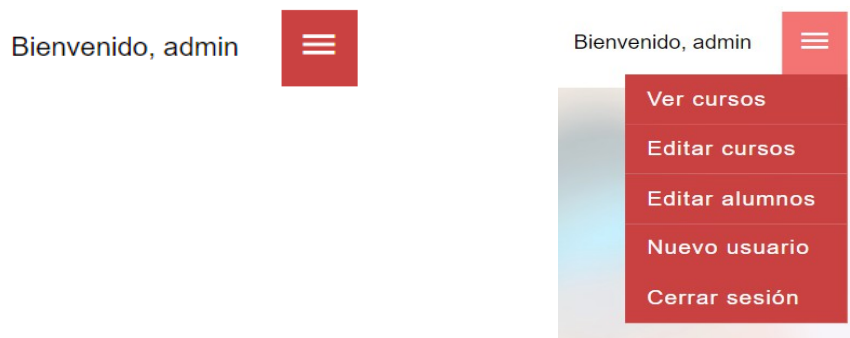 Bienvenido, admin
Bienvenido, admin
Ver cursos
Editar cursos
Editar alumnos
Nuevo usuario
Cerrar sesión